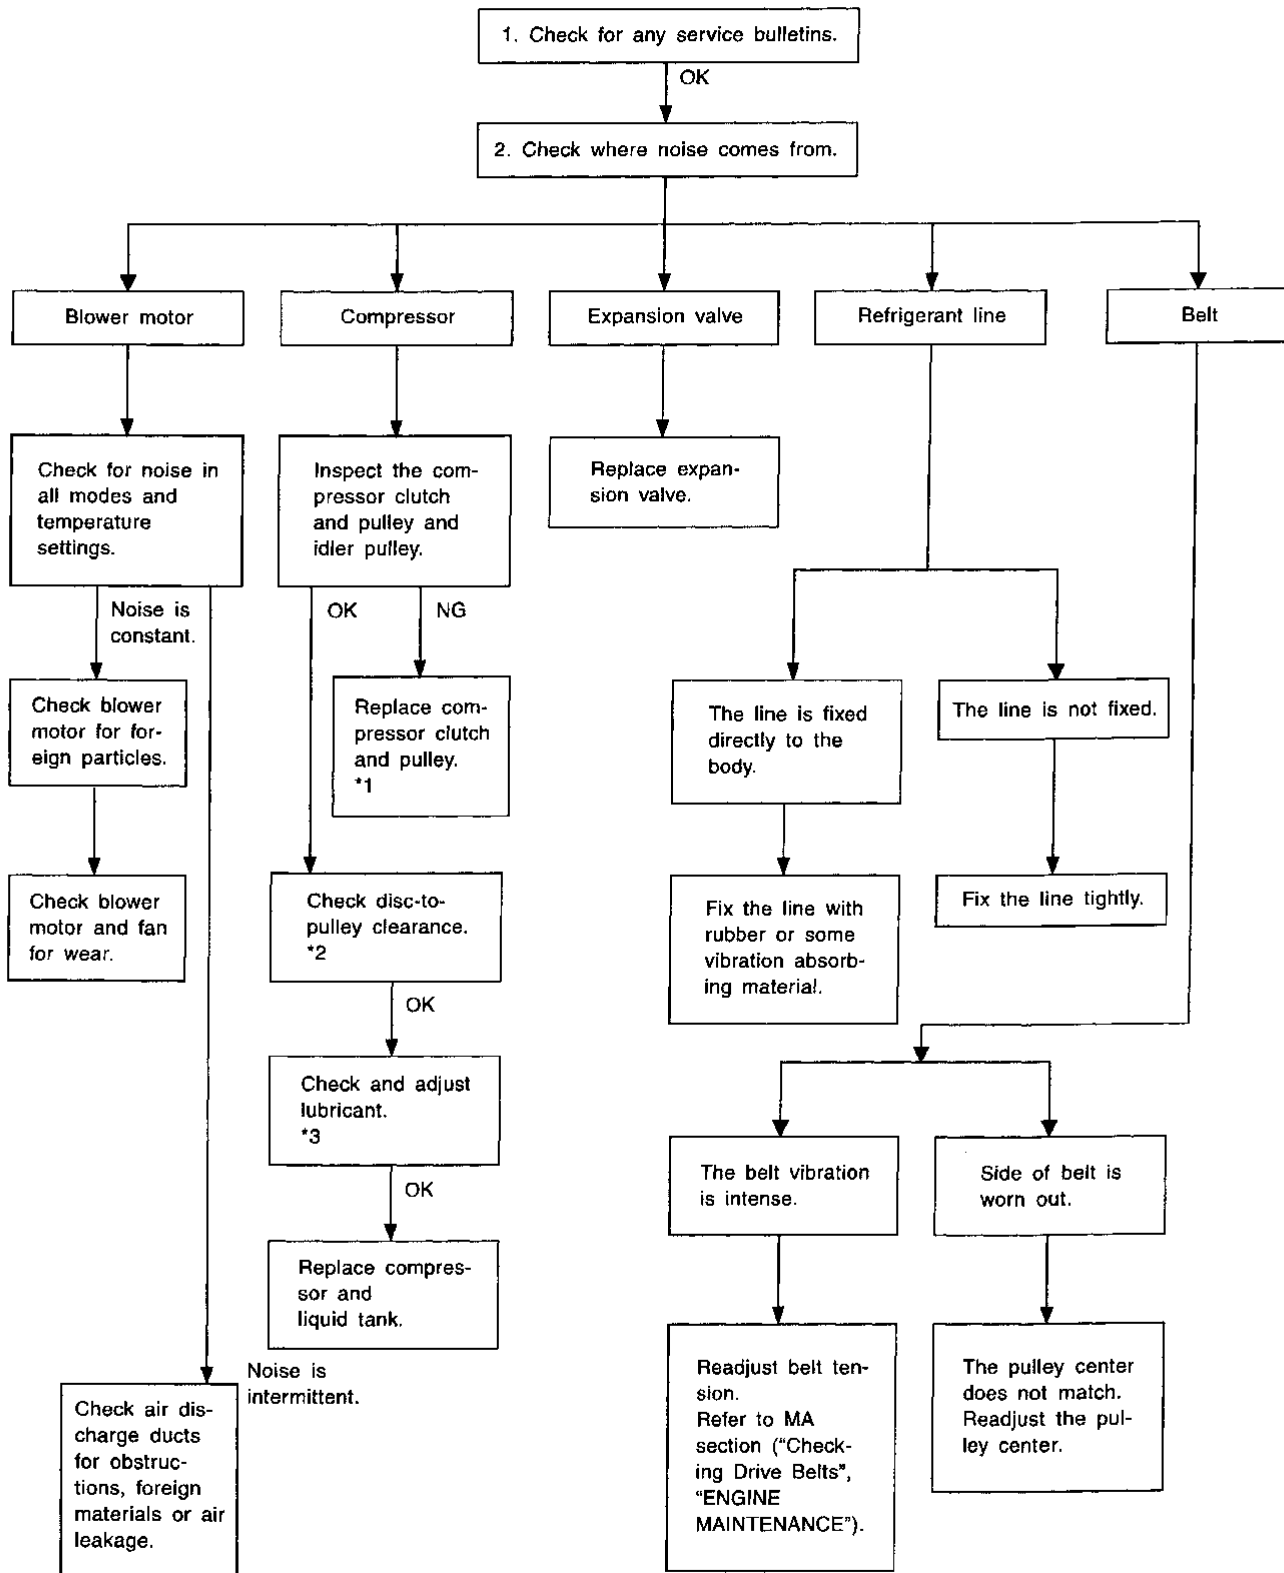 1. Check for any service bulletins.
OK
2. Check where noise comes from.
Blower motor
Compressor
Expansion valve
Refrigerant line
Belt
Check for noise in
all modes and
temperature
settings.
Inspect the com-
pressor clutch
and pulley and
idler pulley.
Replace expan-
sion valve.
Noise is
constant.
OK
NG
Check blower
motor for for-
eign particles.
Replace com-
pressor clutch
and pulley.
*1
The line is fixed
directly to the
body.
The line is not fixed.
Check blower
motor and fan
for wear.
Check disc-to-
pulley clearance.
*2
Fix the line with
rubber or some
vibration absorb-
ing material.
Fix the line tightly.
OK
Check and adjust
lubricant.
*3
OK
The belt vibration
is intense.
Side of belt is
worn out.
Replace compres-
sor and
liquid tank.
Noise is
intermittent.
Check air dis-
charge ducts
for obstruc-
tions, foreign
materials or air
leakage.
Readjust belt ten-
sion.
Refer to MA
section (“Check-
ing Drive Belts”,
“ENGINE
MAINTENANCE”).
The pulley center
does not match.
Readjust the pul-
ley center.